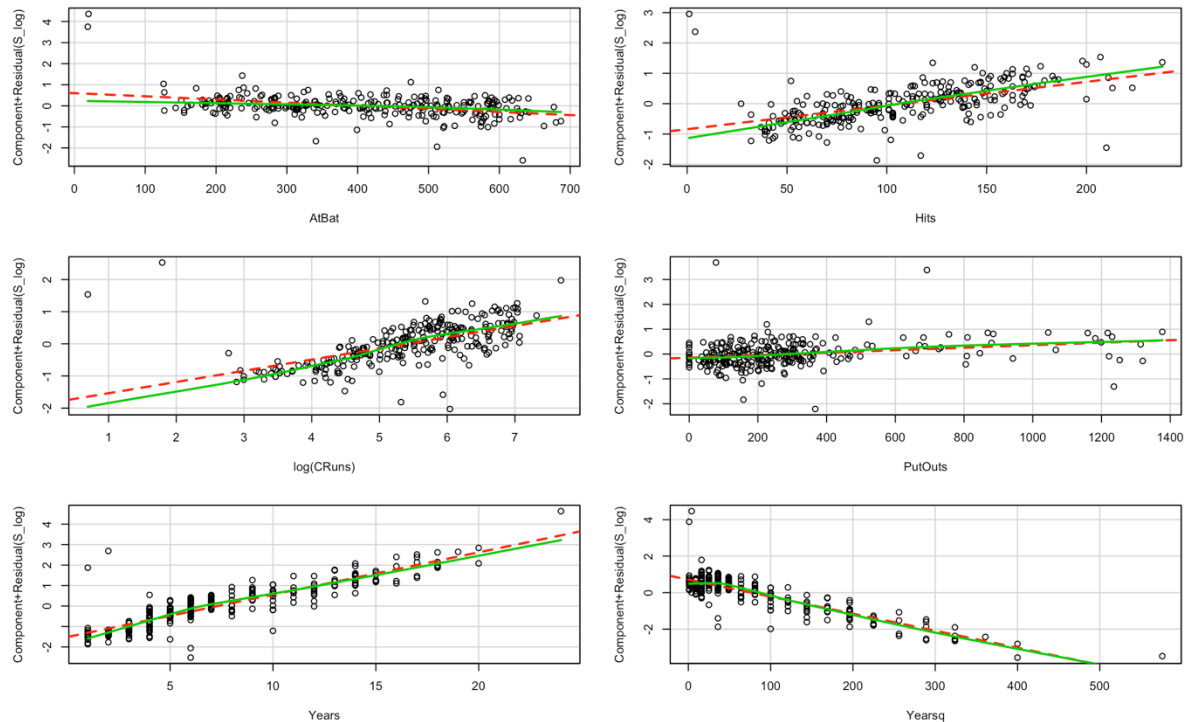 Component+Residual(S_log)
-2 -1 0 1 2 3 4
0 100 200 300 400 500 600 700
AtBat
Component+Residual(S_log)
-2 -1 0 1 2 3
0 50 100 150 200
Hits
Component+Residual(S_log)
-2 -1 0 1 2
1 2 3 4 5 6 7
log(CRuns)
Component+Residual(S_log)
-2 -1 0 1 2 3
0 200 400 600 800 1000 1200 1400
PutOuts
Component+Residual(S_log)
-2 0 1 2 3 4
5 10 15 20
Years
Component+Residual(S_log)
-2 0 2 4
0 100 200 300 400 500
Yearsq